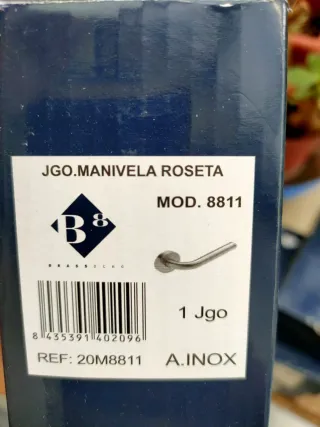 JGO.MANIVELA ROSETA
MOD. 8811
B8
1 Jgo
8 435391 402096
REF: 20M8811
A.INOX